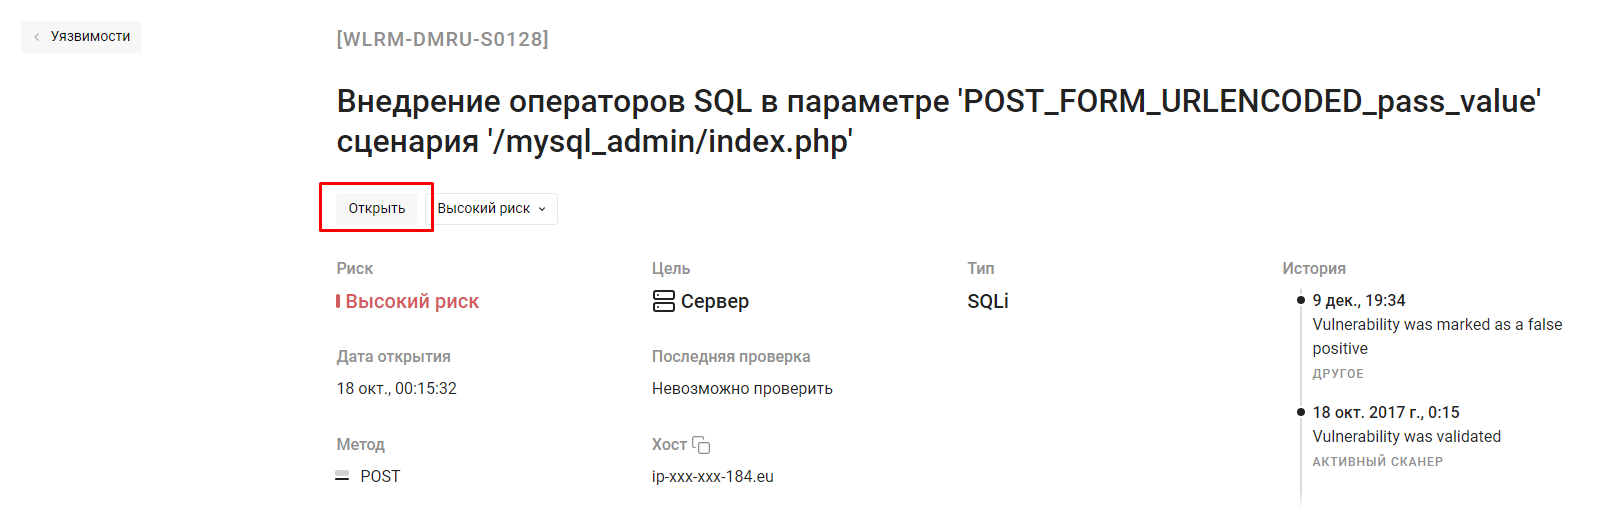 Уязвимости
[WLRM-DMRU-S0128]
Внедрение операторов SQL в параметре 'POST_FORM_URLENCODED_pass_value'
сценария '/mysql_admin/index.php'
Открыть
Высокий риск
Риск
Высокий риск
Цель
Сервер
Тип
SQLi
Дата открытия
18 окт., 00:15:32
Последняя проверка
Невозможно проверить
Метод
POST
Хост
ip-xxx-xxx-184.eu
История
9 дек., 19:34
Vulnerability was marked as a false
positive
ДРУГОЕ
18 окт. 2017 г., 0:15
Vulnerability was validated
АКТИВНЫЙ СКАНЕР